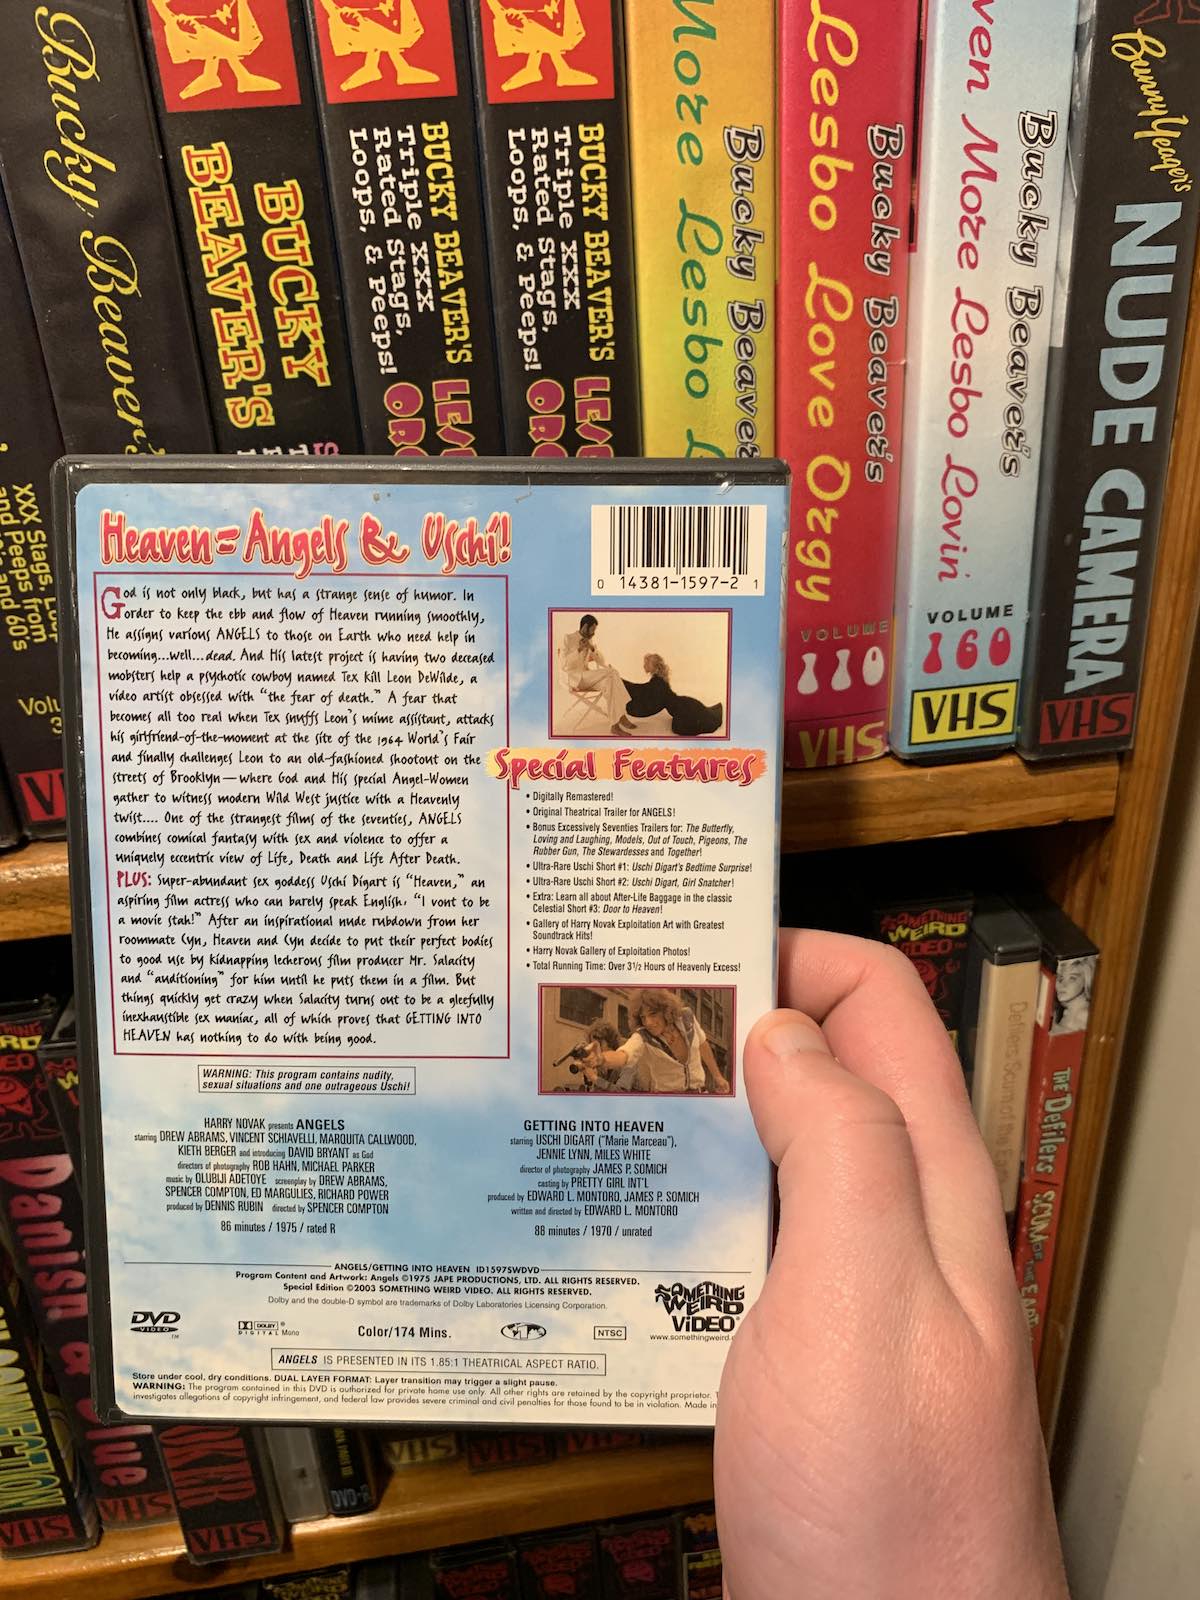 Bucky Beaver's
BUCKY
BEAVER'S
BUCKY BEAVER'S
Triple XXX
Rated Stags,
Loops, & Peeps!
BUCKY BEAVER'S
Triple XXX
Rated Stags,
Loops, & Peeps!
Bucky Beaver's
More Lesbo
Bucky Beaver's
Lesbo Love Orgy
VOLUME
110
VHS
Bucky Beaver's
ven More Lesbo Lovin'
VOLUME
160
VHS
Bunny Yeager's
NUDE CAMERA
VHS
XXX Stags, Loops
and Peeps from
Heaven = Angels & Uschi!
God is not only black, but has a strange sense of humor. In
order to keep the ebb and flow of Heaven running smoothly,
He assigns various ANGELS to those on Earth who need help in
becoming...well...dead. And His latest project is having two deceased
mobsters help a psychotic cowboy named Tex kill Leon DeWilde, a
video artist obsessed with "the fear of death." A fear that
becomes all too real when Tex snuffs Leon's mime assistant, attacks
his girlfriend-of-the-moment at the site of the 1964 World's Fair
and finally challenges Leon to an old-fashioned shootout on the
streets of Brooklyn — where God and His special Angel-Women
gather to witness modern Wild West justice with a Heavenly
twist.... One of the strangest films of the seventies, ANGELS
combines comical fantasy with sex and violence to offer a
uniquely eccentric view of Life, Death and Life After Death.
PLUS: Super-abundant sex goddess Uschi Digart is "Heaven," an
aspiring film actress who can barely speak English. "I vont to be
a movie stah!" After an inspirational nude rubdown from her
roommate Cyn, Heaven and Cyn decide to put their perfect bodies
to good use by kidnapping lecherous film producer Mr. Salacity
and "auditioning" for him until he puts them in a film. But
things quickly get crazy when Salacity turns out to be a gleefully
inexhaustible sex maniac, all of which proves that GETTING INTO
HEAVEN has nothing to do with being good.
WARNING: This program contains nudity,
sexual situations and one outrageous Uschi!
0 14381-1597-2 1
Special Features
• Digitally Remastered!
• Original Theatrical Trailer for ANGELS!
• Bonus Excessively Seventies Trailers for: The Butterfly,
Loving and Laughing, Models, Out of Touch, Pigeons, The
Rubber Gun, The Stewardesses and Together!
• Ultra-Rare Uschi Short #1: Uschi Digart's Bedtime Surprise!
• Ultra-Rare Uschi Short #2: Uschi Digart, Girl Snatcher!
• Extra: Learn all about After-Life Baggage in the classic
Celestial Short #3: Door to Heaven!
• Gallery of Harry Novak Exploitation Art with Greatest
Soundtrack Hits!
• Harry Novak Gallery of Exploitation Photos!
• Total Running Time: Over 3 1/2 Hours of Heavenly Excess!
HARRY NOVAK presents ANGELS
starring DREW ABRAMS, VINCENT SCHIAVELLI, MARQUITA CALLWOOD,
KIETH BERGER and introducing DAVID BRYANT as God
directors of photography ROB HAHN, MICHAEL PARKER
music by OLUBIJI ADETOYE screenplay by DREW ABRAMS,
SPENCER COMPTON, ED MARGULIES, RICHARD POWER
produced by DENNIS RUBIN directed by SPENCER COMPTON
86 minutes / 1975 / rated R
GETTING INTO HEAVEN
starring USCHI DIGART ("Marie Marceau"),
JENNIE LYNN, MILES WHITE
director of photography JAMES P. SOMICH
casting by PRETTY GIRL INT'L
produced by EDWARD L. MONTORO, JAMES P. SOMICH
written and directed by EDWARD L. MONTORO
88 minutes / 1970 / unrated
ANGELS/GETTING INTO HEAVEN ID1597SWDVD
Program Content and Artwork: Angels ©1975 JAPE PRODUCTIONS, LTD. ALL RIGHTS RESERVED.
Special Edition ©2003 SOMETHING WEIRD VIDEO. ALL RIGHTS RESERVED.
Dolby and the double-D symbol are trademarks of Dolby Laboratories Licensing Corporation.
SOMETHING
WEIRD
VIDEO
www.somethingweird.
DVD
VIDEO
TM
DOLBY
DIGITAL Mono
Color/174 Mins.
NTSC
ANGELS IS PRESENTED IN ITS 1.85:1 THEATRICAL ASPECT RATIO.
Store under cool, dry conditions. DUAL LAYER FORMAT: Layer transition may trigger a slight pause.
WARNING: The program contained in this DVD is authorized for private home use only. All other rights are retained by the copyright proprietor.
investigates allegations of copyright infringement, and federal law provides severe criminal and civil penalties for those found to be in violation. Made in
SOMETHING
WEIRD
VIDEO
THE Defilers / SCUM OF THE EARTH
Danish &
VHS
VHS
VHS
VHS
VHS